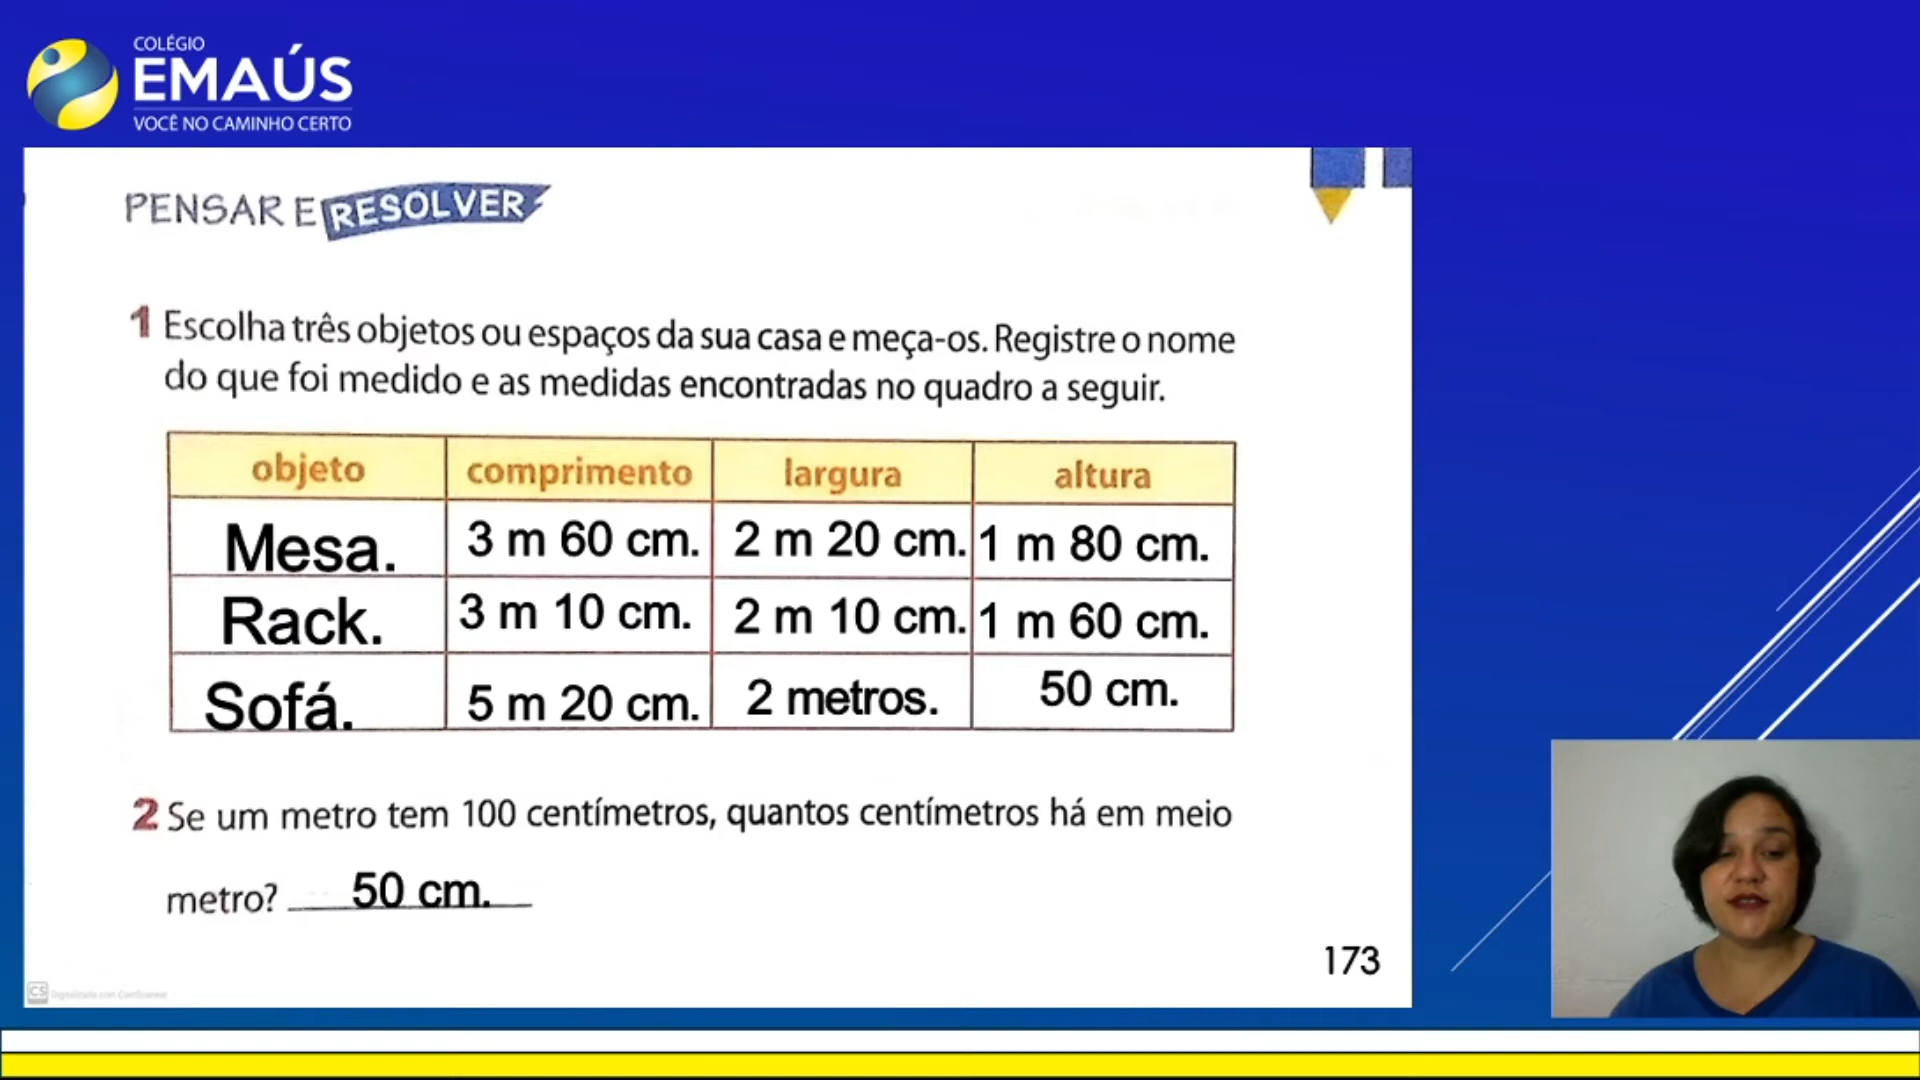 COLÉGIO
EMAÚS
VOCÊ NO CAMINHO CERTO
PENSAR E RESOLVER
1 Escolha três objetos ou espaços da sua casa e meça-os. Registre o nome
do que foi medido e as medidas encontradas no quadro a seguir.
objeto comprimento largura altura
Mesa. 3 m 60 cm. 2 m 20 cm. 1 m 80 cm.
Rack. 3 m 10 cm. 2 m 10 cm. 1 m 60 cm.
Sofá. 5 m 20 cm. 2 metros. 50 cm.
2 Se um metro tem 100 centímetros, quantos centímetros há em meio
metro? 50 cm.
173
CS Digitalizado com CamScanner